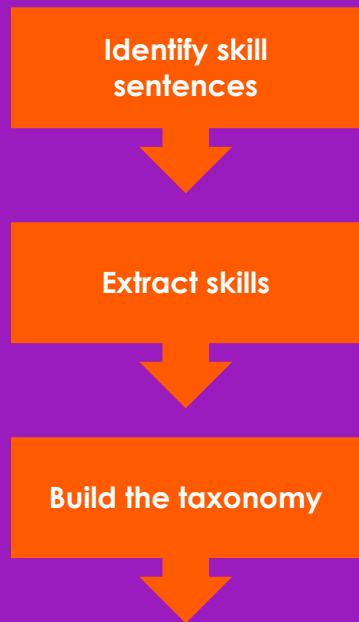 Identify skill
sentences
Extract skills
Build the taxonomy